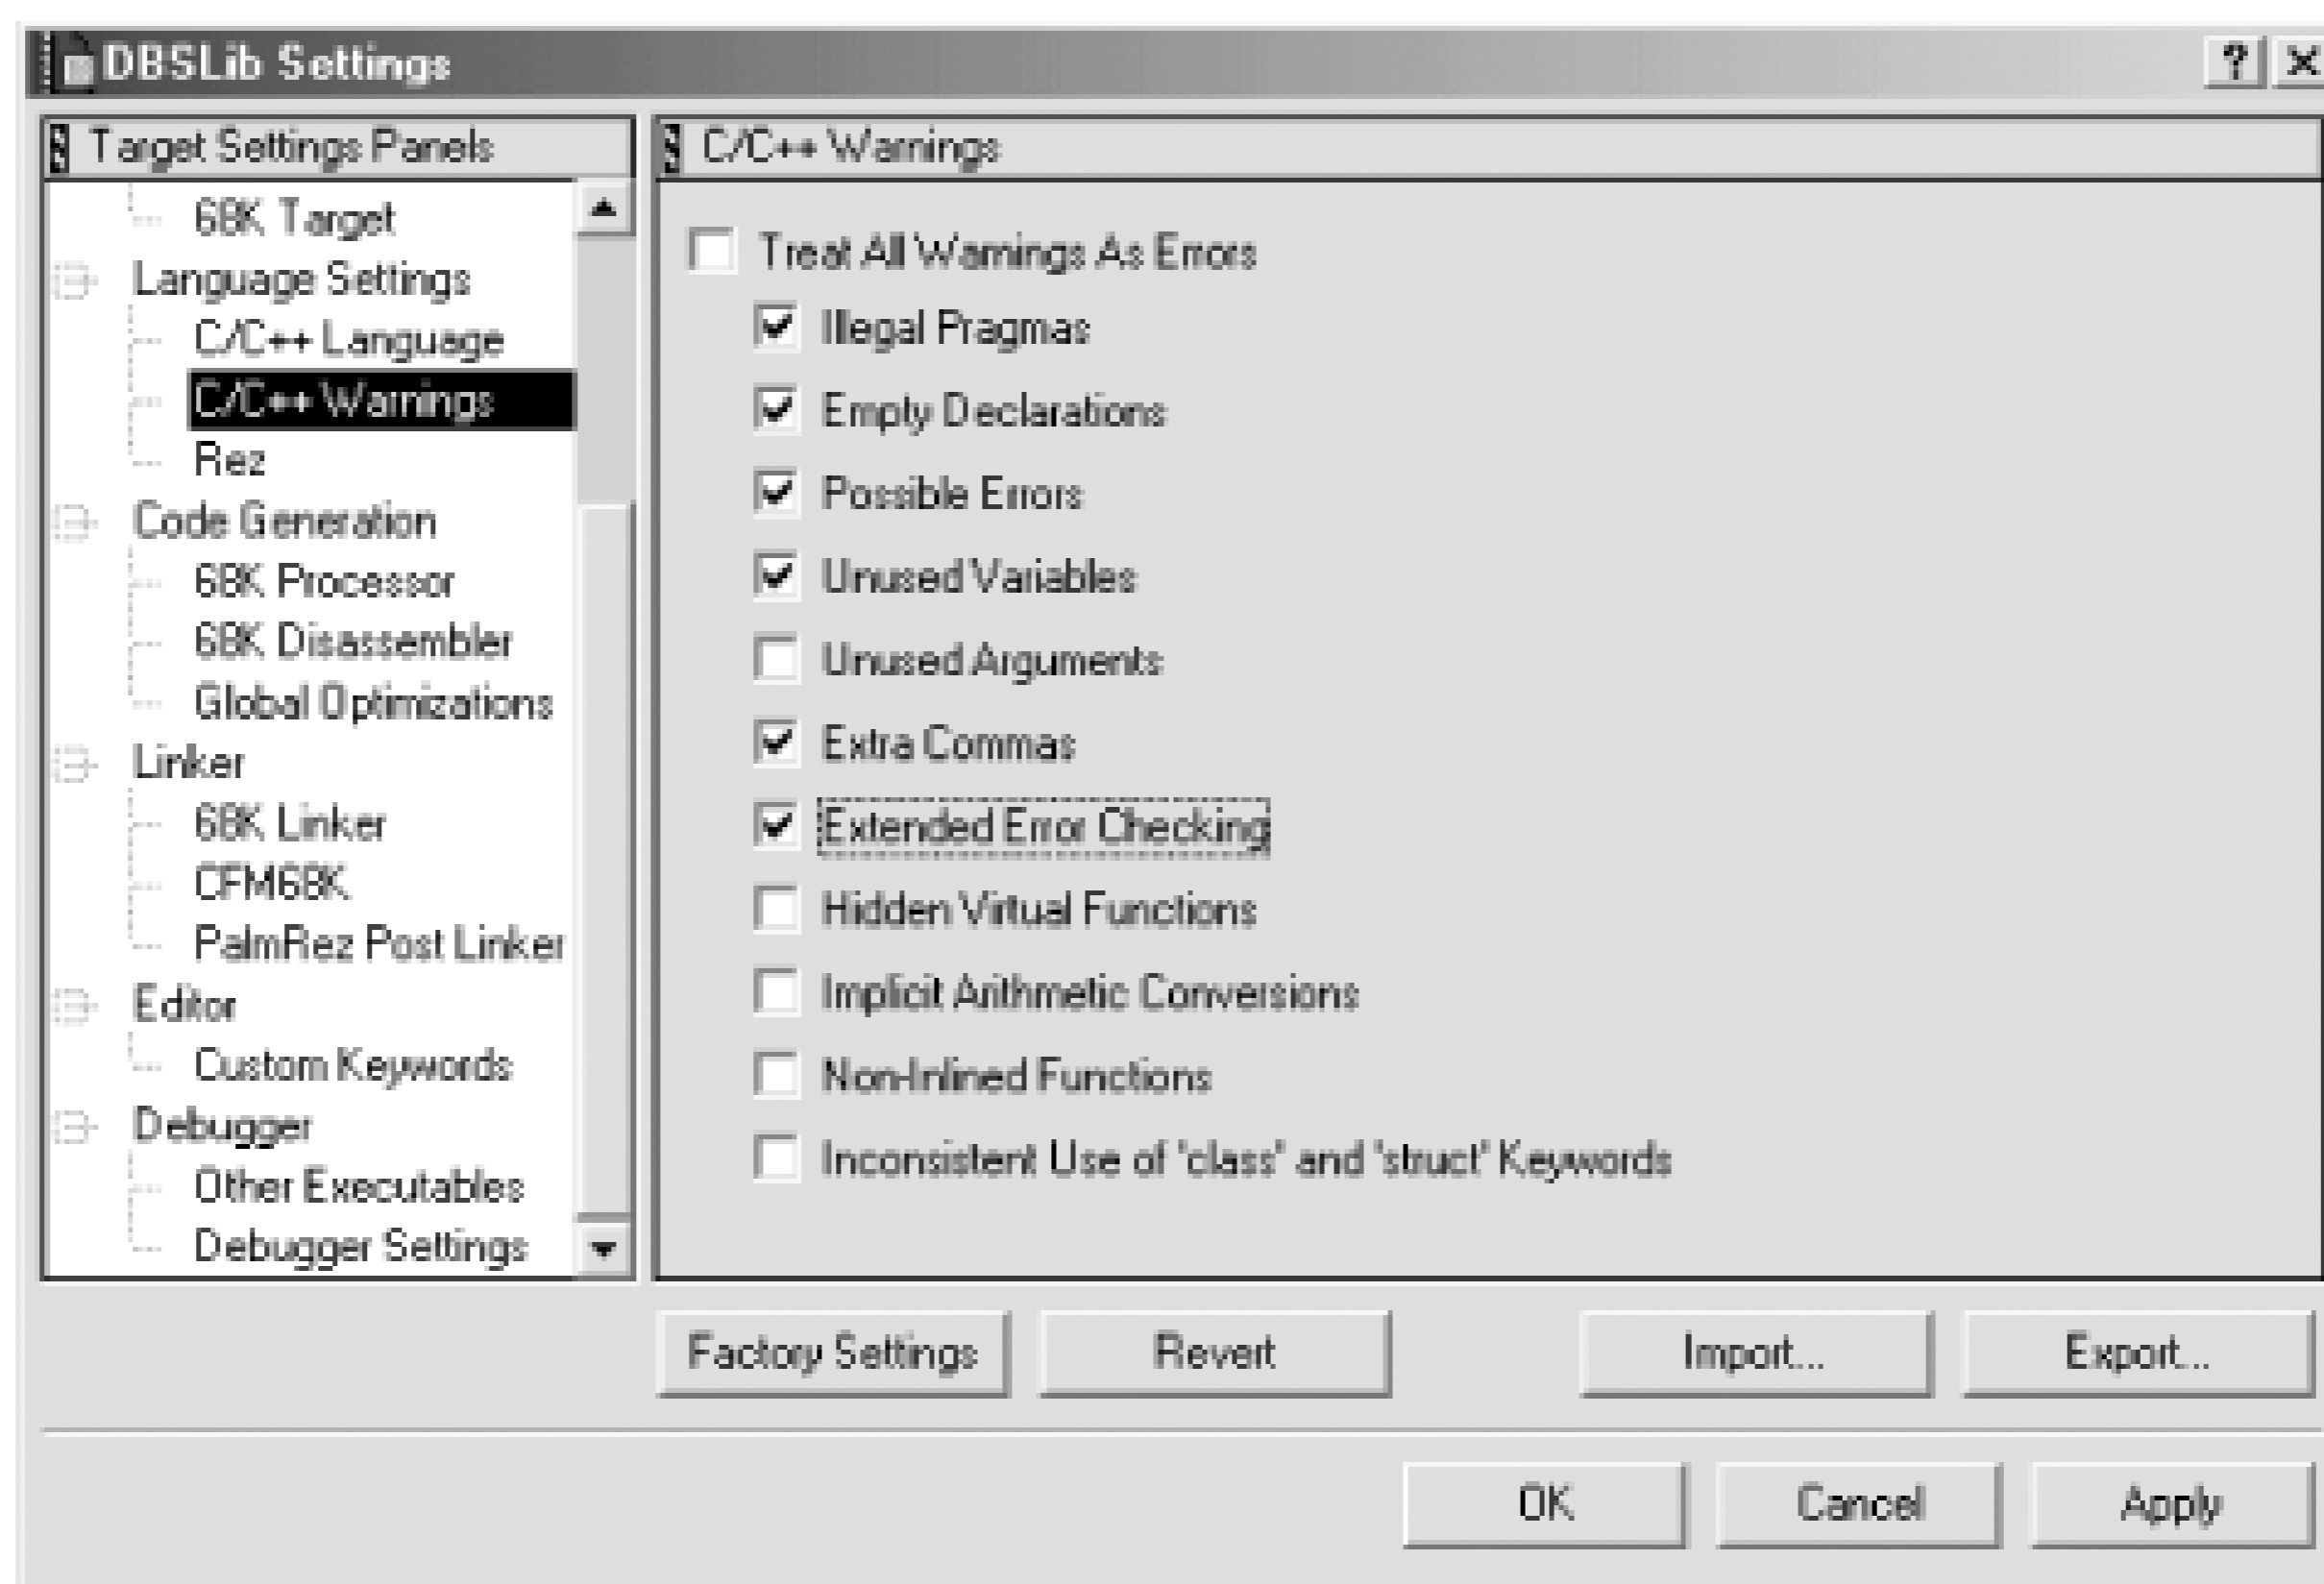 DBSLib Settings
Target Settings Panels
68K Target
Language Settings
C/C++ Language
C/C++ Warnings
Rez
Code Generation
68K Processor
68K Disassembler
Global Optimizations
Linker
68K Linker
CFM68K
PalmRez Post Linker
Editor
Custom Keywords
Debugger
Other Executables
Debugger Settings
C/C++ Warnings
Treat All Warnings As Errors
Illegal Pragmas
Empty Declarations
Possible Errors
Unused Variables
Unused Arguments
Extra Commas
Extended Error Checking
Hidden Virtual Functions
Implicit Arithmetic Conversions
Non-Inlined Functions
Inconsistent Use of 'class' and 'struct' Keywords
Factory Settings
Revert
Import...
Export...
OK
Cancel
Apply